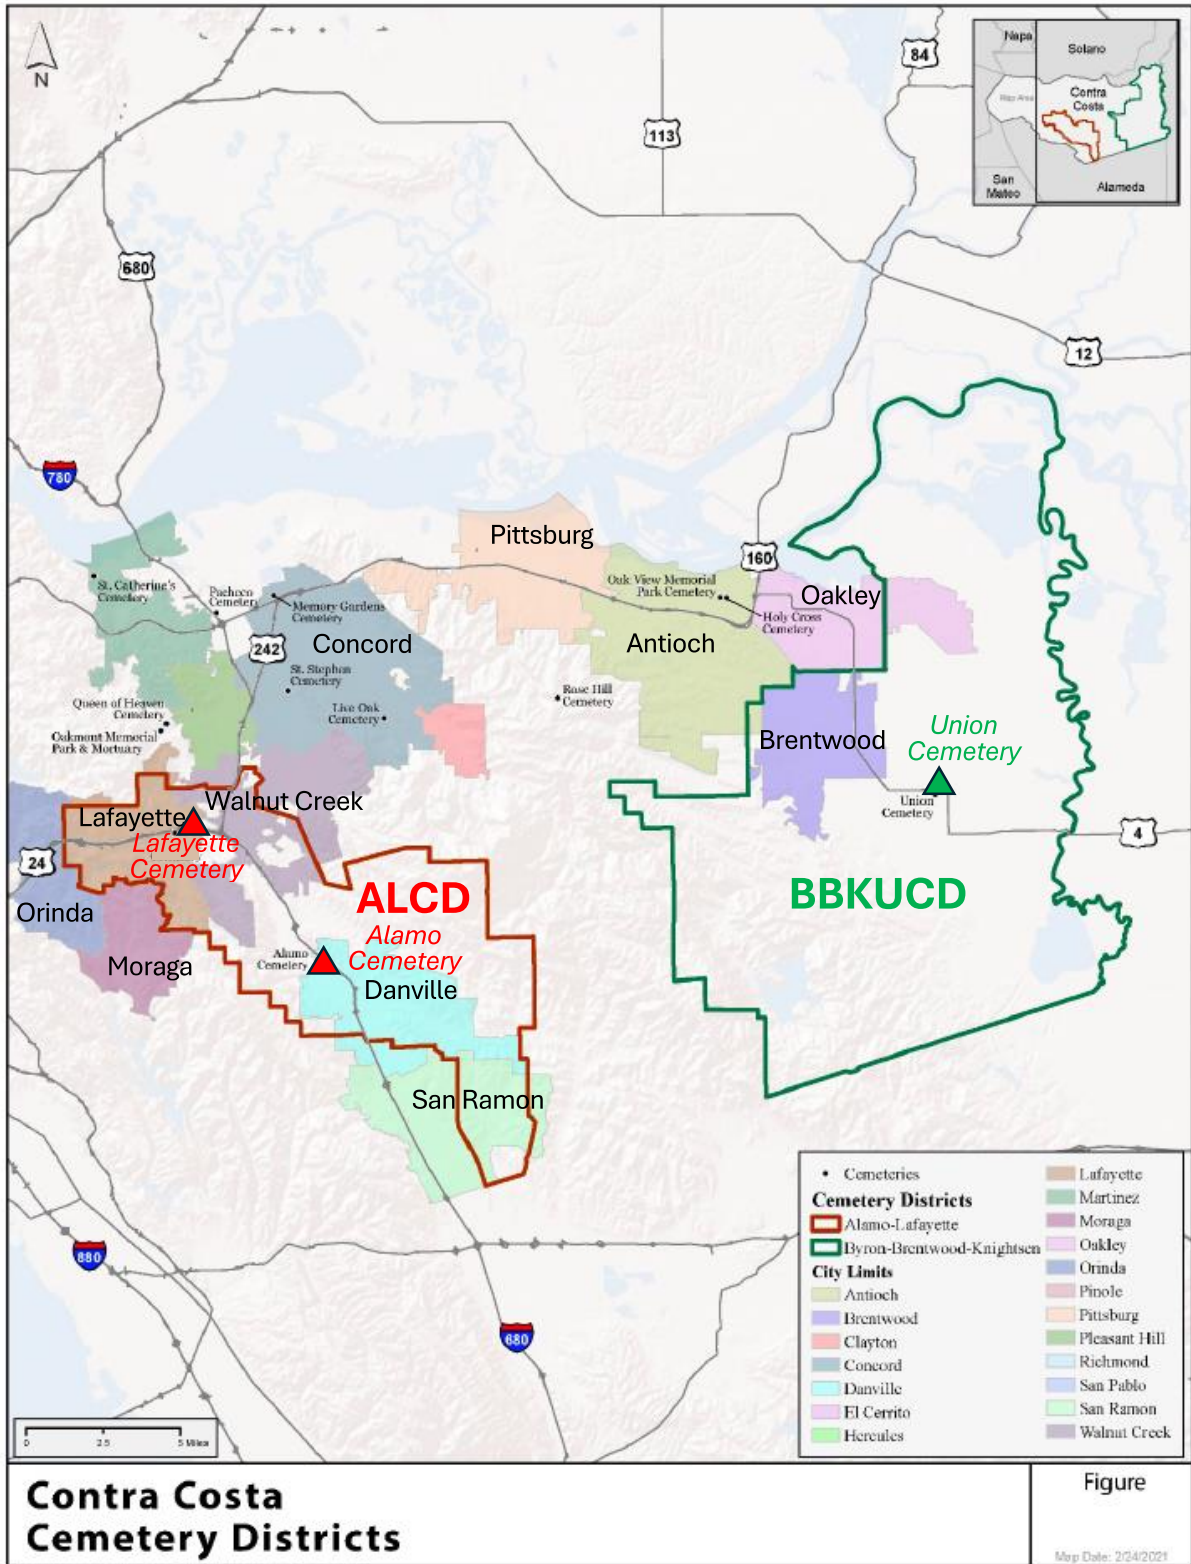 N
84
113
Napa
Solano
Map Area
Contra
Costa
San
Mateo
Alameda
680
12
780
Pittsburg
160
St. Catherine's
Cemetery
Pacheco
Cemetery
Memory Gardens
Cemetery
Oak View Memorial
Park Cemetery
Oakley
Holy Cross
Cemetery
242
Concord
Antioch
St. Stephen
Cemetery
Queen of Heaven
Cemetery
Live Oak
Cemetery
Rose Hill
Cemetery
Oakmont Memorial
Park & Mortuary
Brentwood
Union
Cemetery
Union
Cemetery
Walnut Creek
Lafayette
Lafayette
Cemetery
4
24
ALCD
BBKUCD
Orinda
Alamo
Cemetery
Alamo
Cemetery
Moraga
Danville
San Ramon
• Cemeteries
Cemetery Districts
Alamo-Lafayette
Byron-Brentwood-Knightsen
City Limits
Antioch
Brentwood
Clayton
Concord
Danville
El Cerrito
Hercules
Lafayette
Martinez
Moraga
Oakley
Orinda
Pinole
Pittsburg
Pleasant Hill
Richmond
San Pablo
San Ramon
Walnut Creek
880
680
0 2.5 5 Miles
Contra Costa
Cemetery Districts
Figure
Map Date: 2/24/2021